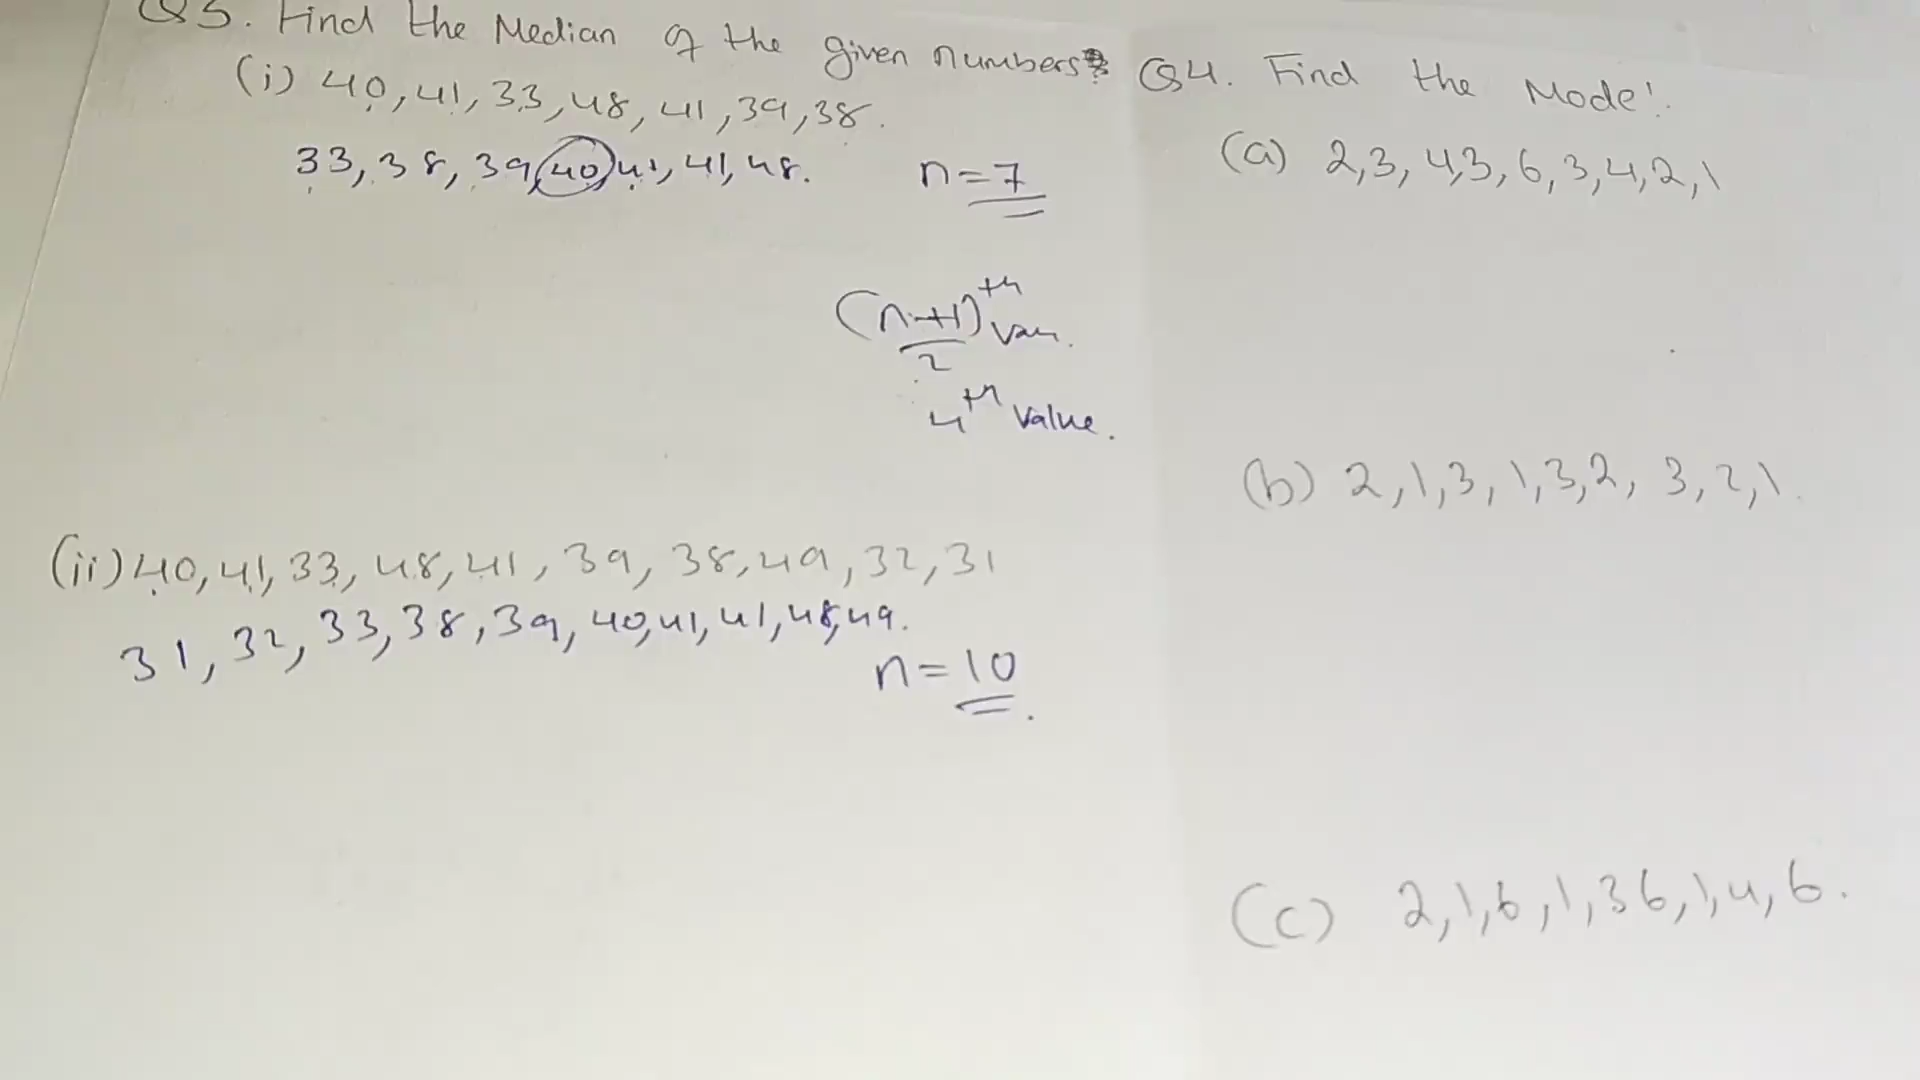 Q3. Find the Median of the given numbers
(i) 40, 41, 33, 48, 41, 39, 38.
33, 38, 39, 40, 41, 41, 48.
n=7
(n+1)th
2
4th value.
(ii) 40, 41, 33, 48, 41, 39, 38, 49, 32, 31
31, 32, 33, 38, 39, 40, 41, 41, 48, 49.
n=10.
Q4. Find the Mode:
(a) 2,3, 4,3, 6, 3, 4, 2, 1
(b) 2, 1, 3, 1, 3, 2, 3, 2, 1.
(c) 2, 1, 6, 1, 3 6, 1, 4, 6.